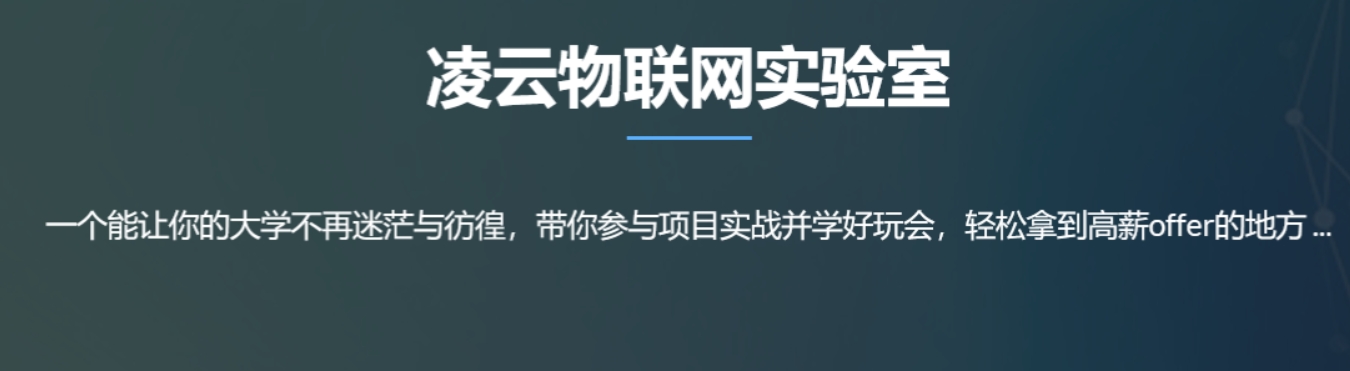 凌云物联网实验室
一个能让你的大学不再迷茫与彷徨，带你参与项目实战并学好玩会，轻松拿到高薪offer的地方 ...